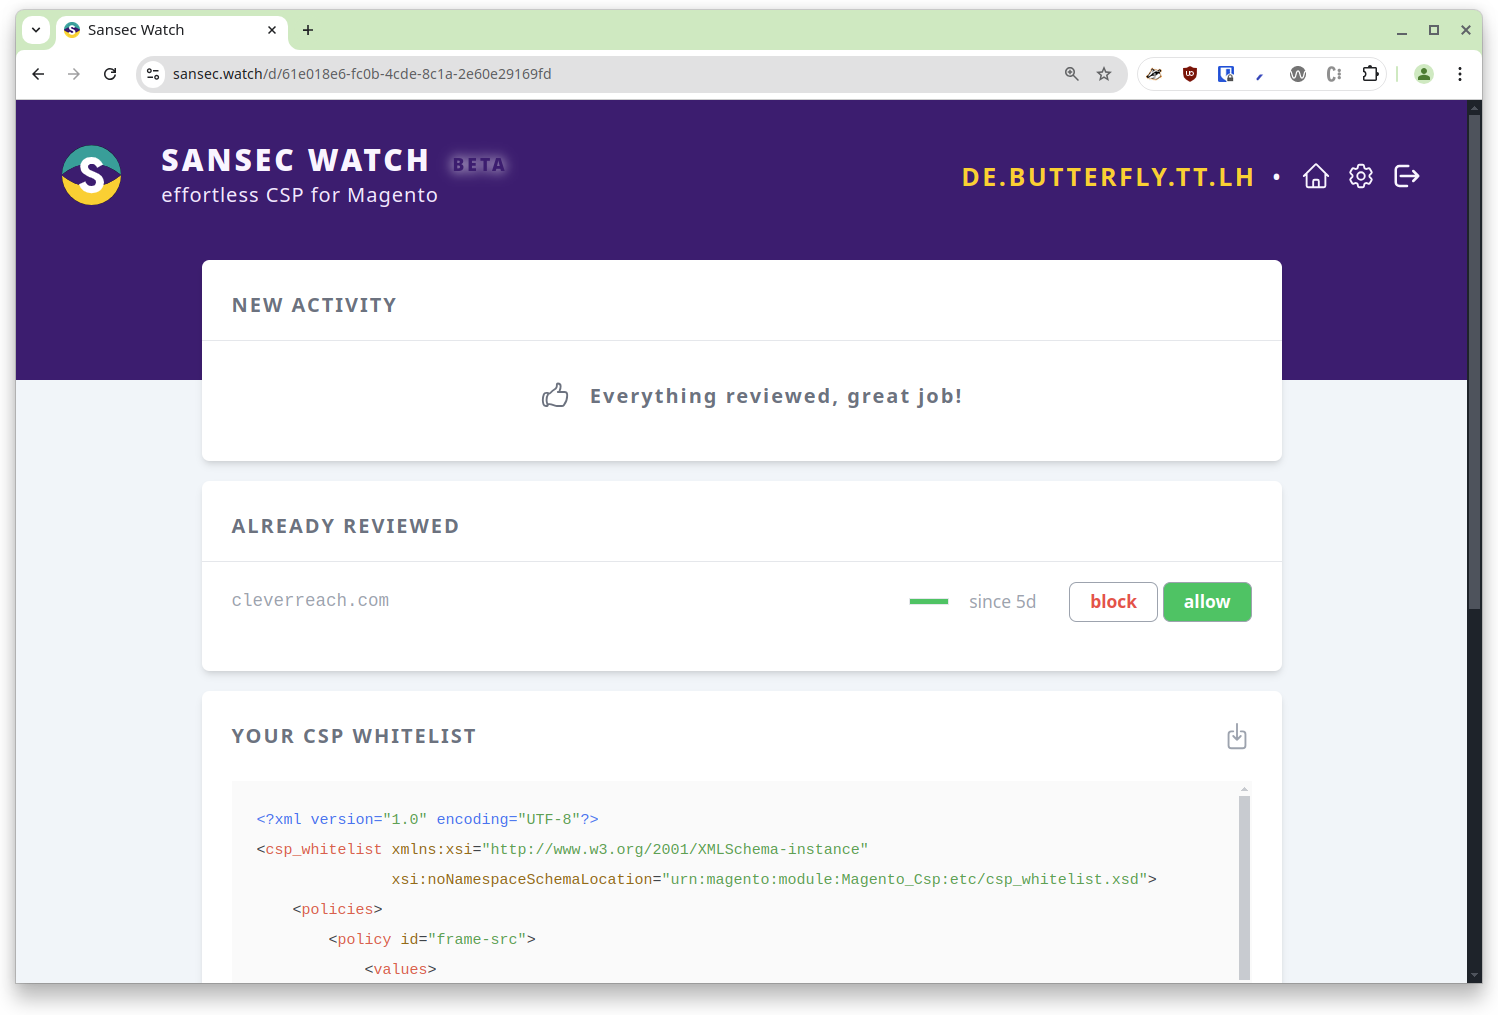 Sansec Watch
sansec.watch/d/61e018e6-fc0b-4cde-8c1a-2e60e29169fd
S
SANSEC WATCH BETA
effortless CSP for Magento
DE.BUTTERFLY.TT.LH •
NEW ACTIVITY
Everything reviewed, great job!
ALREADY REVIEWED
cleverreach.com since 5d block allow
YOUR CSP WHITELIST
<?xml version="1.0" encoding="UTF-8"?>
<csp_whitelist xmlns:xsi="http://www.w3.org/2001/XMLSchema-instance"
xsi:noNamespaceSchemaLocation="urn:magento:module:Magento_Csp:etc/csp_whitelist.xsd">
<policies>
<policy id="frame-src">
<values>